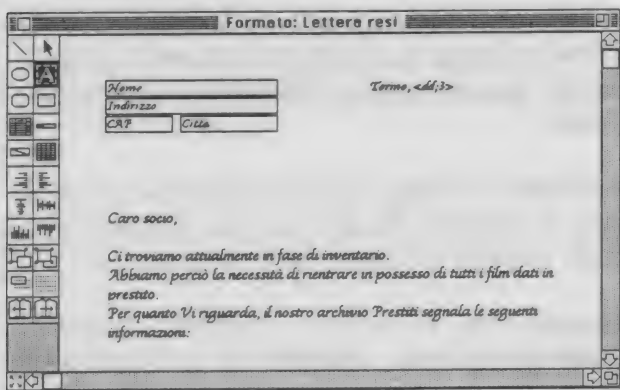 Formato: Lettera resi
Nome
Torino, <dd;3>
Indirizzo
CAP Città
Caro socio,
Ci troviamo attualmente in fase di inventario.
Abbiamo perciò la necessità di rientrare in possesso di tutti i film dati in
prestito.
Per quanto Vi riguarda, il nostro archivio Prestiti segnala le seguenti
informazioni: